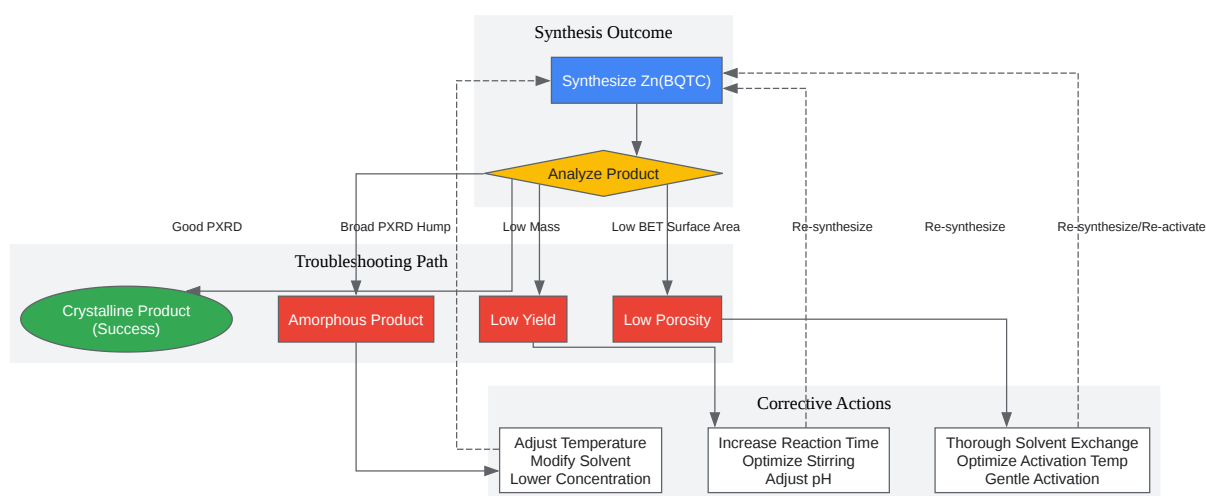 Synthesis Outcome
Synthesize Zn(BQTC)
Analyze Product
Good PXRD
Broad PXRD Hump
Low Mass
Low BET Surface Area
Re-synthesize
Re-synthesize
Re-synthesize/Re-activate
Troubleshooting Path
Crystalline Product
(Success)
Amorphous Product
Low Yield
Low Porosity
Corrective Actions
Adjust Temperature
Modify Solvent
Lower Concentration
Increase Reaction Time
Optimize Stirring
Adjust pH
Thorough Solvent Exchange
Optimize Activation Temp
Gentle Activation